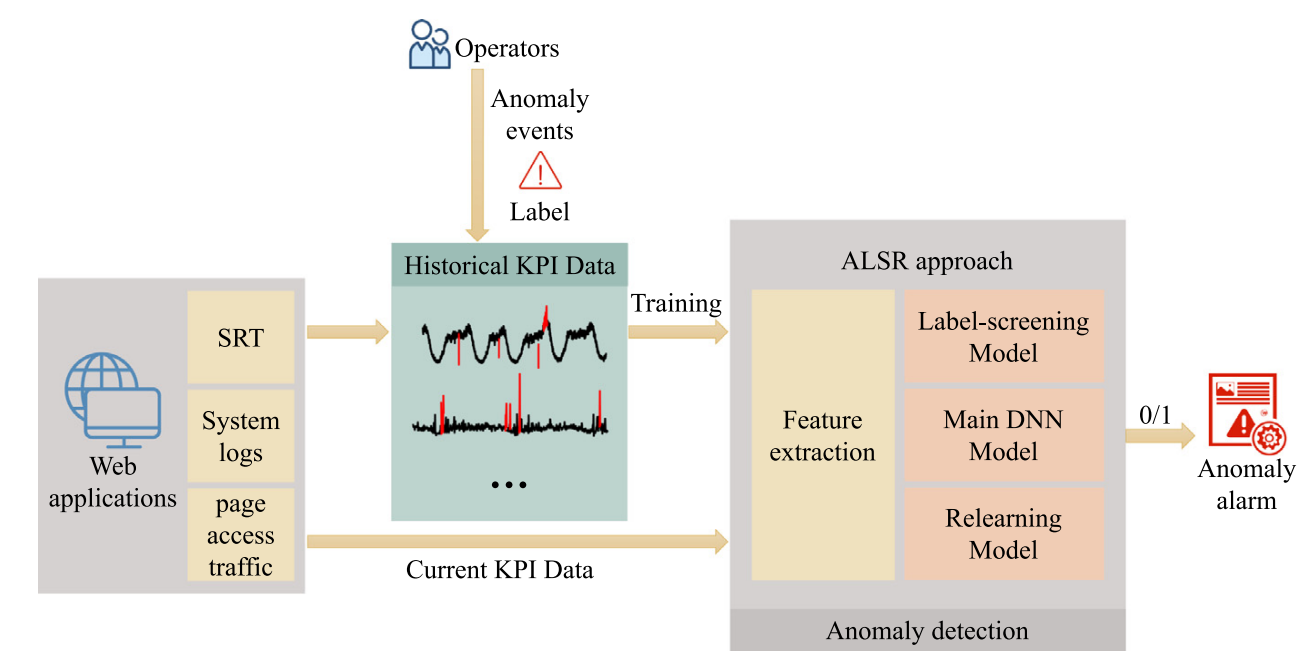 Operators
Anomaly
events
Label
Historical KPI Data
Training
ALSR approach
SRT
System
logs
page
access
traffic
Web
applications
Current KPI Data
Feature
extraction
Label-screening
Model
Main DNN
Model
Relearning
Model
0/1
Anomaly
alarm
Anomaly detection